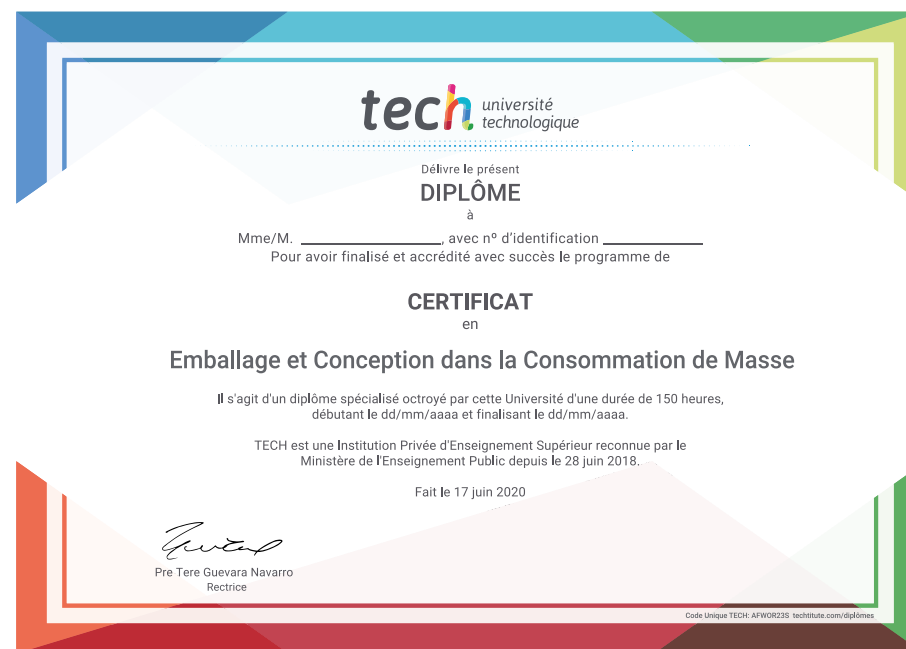 tech université
technologique
Délivre le présent
DIPLÔME
à
Mme/M. ____________________, avec nº d'identification ______________
Pour avoir finalisé et accrédité avec succès le programme de
CERTIFICAT
en
Emballage et Conception dans la Consommation de Masse
Il s'agit d'un diplôme spécialisé octroyé par cette Université d'une durée de 150 heures,
débutant le dd/mm/aaaa et finalisant le dd/mm/aaaa.
TECH est une Institution Privée d'Enseignement Supérieur reconnue par le
Ministère de l'Enseignement Public depuis le 28 juin 2018.
Fait le 17 juin 2020
Pre Tere Guevara Navarro
Rectrice
Code Unique TECH: AFWOR23S techtitute.com/diplômes